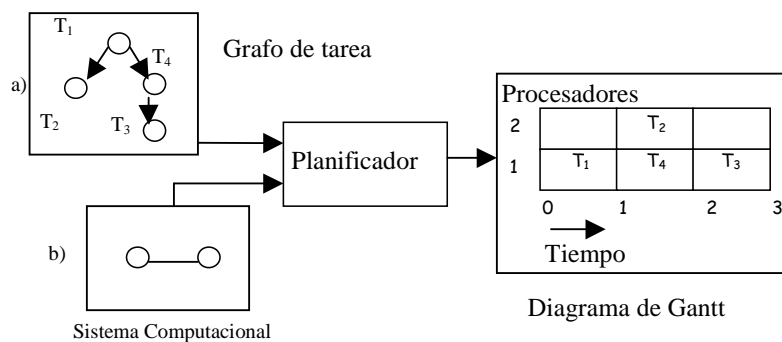 T₁
Grafo de tarea
T₄
a)
T₂
T₃
Planificador
Procesadores
2 T₂
1 T₁ T₄ T₃
0 1 2 3
Tiempo
b)
Sistema Computacional
Diagrama de Gantt